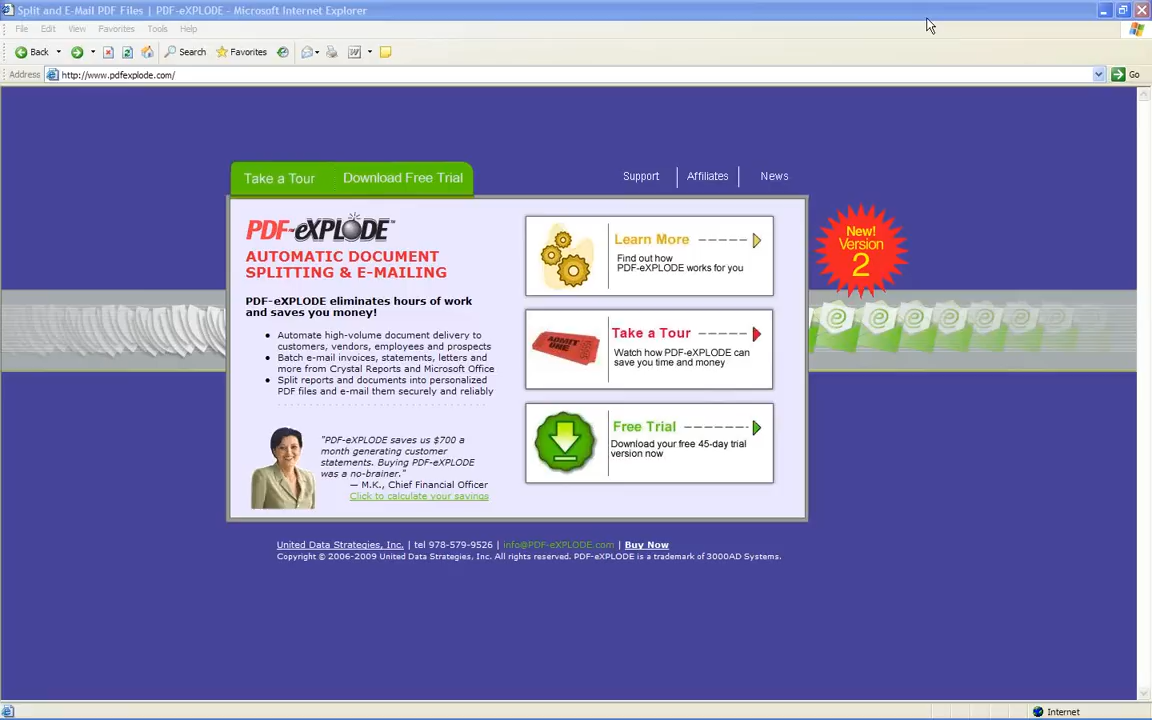 Split and E-Mail PDF Files | PDF-eXPLODE - Microsoft Internet Explorer
File Edit View Favorites Tools Help
Back Search Favorites W
Address http://www.pdfexplode.com/ Go
Take a Tour Download Free Trial
Support Affiliates News
PDF-eXPLODE™
AUTOMATIC DOCUMENT
SPLITTING & E-MAILING
PDF-eXPLODE eliminates hours of work
and saves you money!
• Automate high-volume document delivery to
customers, vendors, employees and prospects
• Batch e-mail invoices, statements, letters and
more from Crystal Reports and Microsoft Office
• Split reports and documents into personalized
PDF files and e-mail them securely and reliably
"PDF-eXPLODE saves us $700 a
month generating customer
statements. Buying PDF-eXPLODE
was a no-brainer."
— M.K., Chief Financial Officer
Click to calculate your savings
Learn More
Find out how
PDF-eXPLODE works for you
ADMIT
ONE
Take a Tour
Watch how PDF-eXPLODE can
save you time and money
Free Trial
Download your free 45-day trial
version now
New!
Version
2
United Data Strategies, Inc. | tel 978-579-9526 | info@PDF-eXPLODE.com | Buy Now
Copyright © 2006-2009 United Data Strategies, Inc. All rights reserved. PDF-eXPLODE is a trademark of 3000AD Systems.
Internet